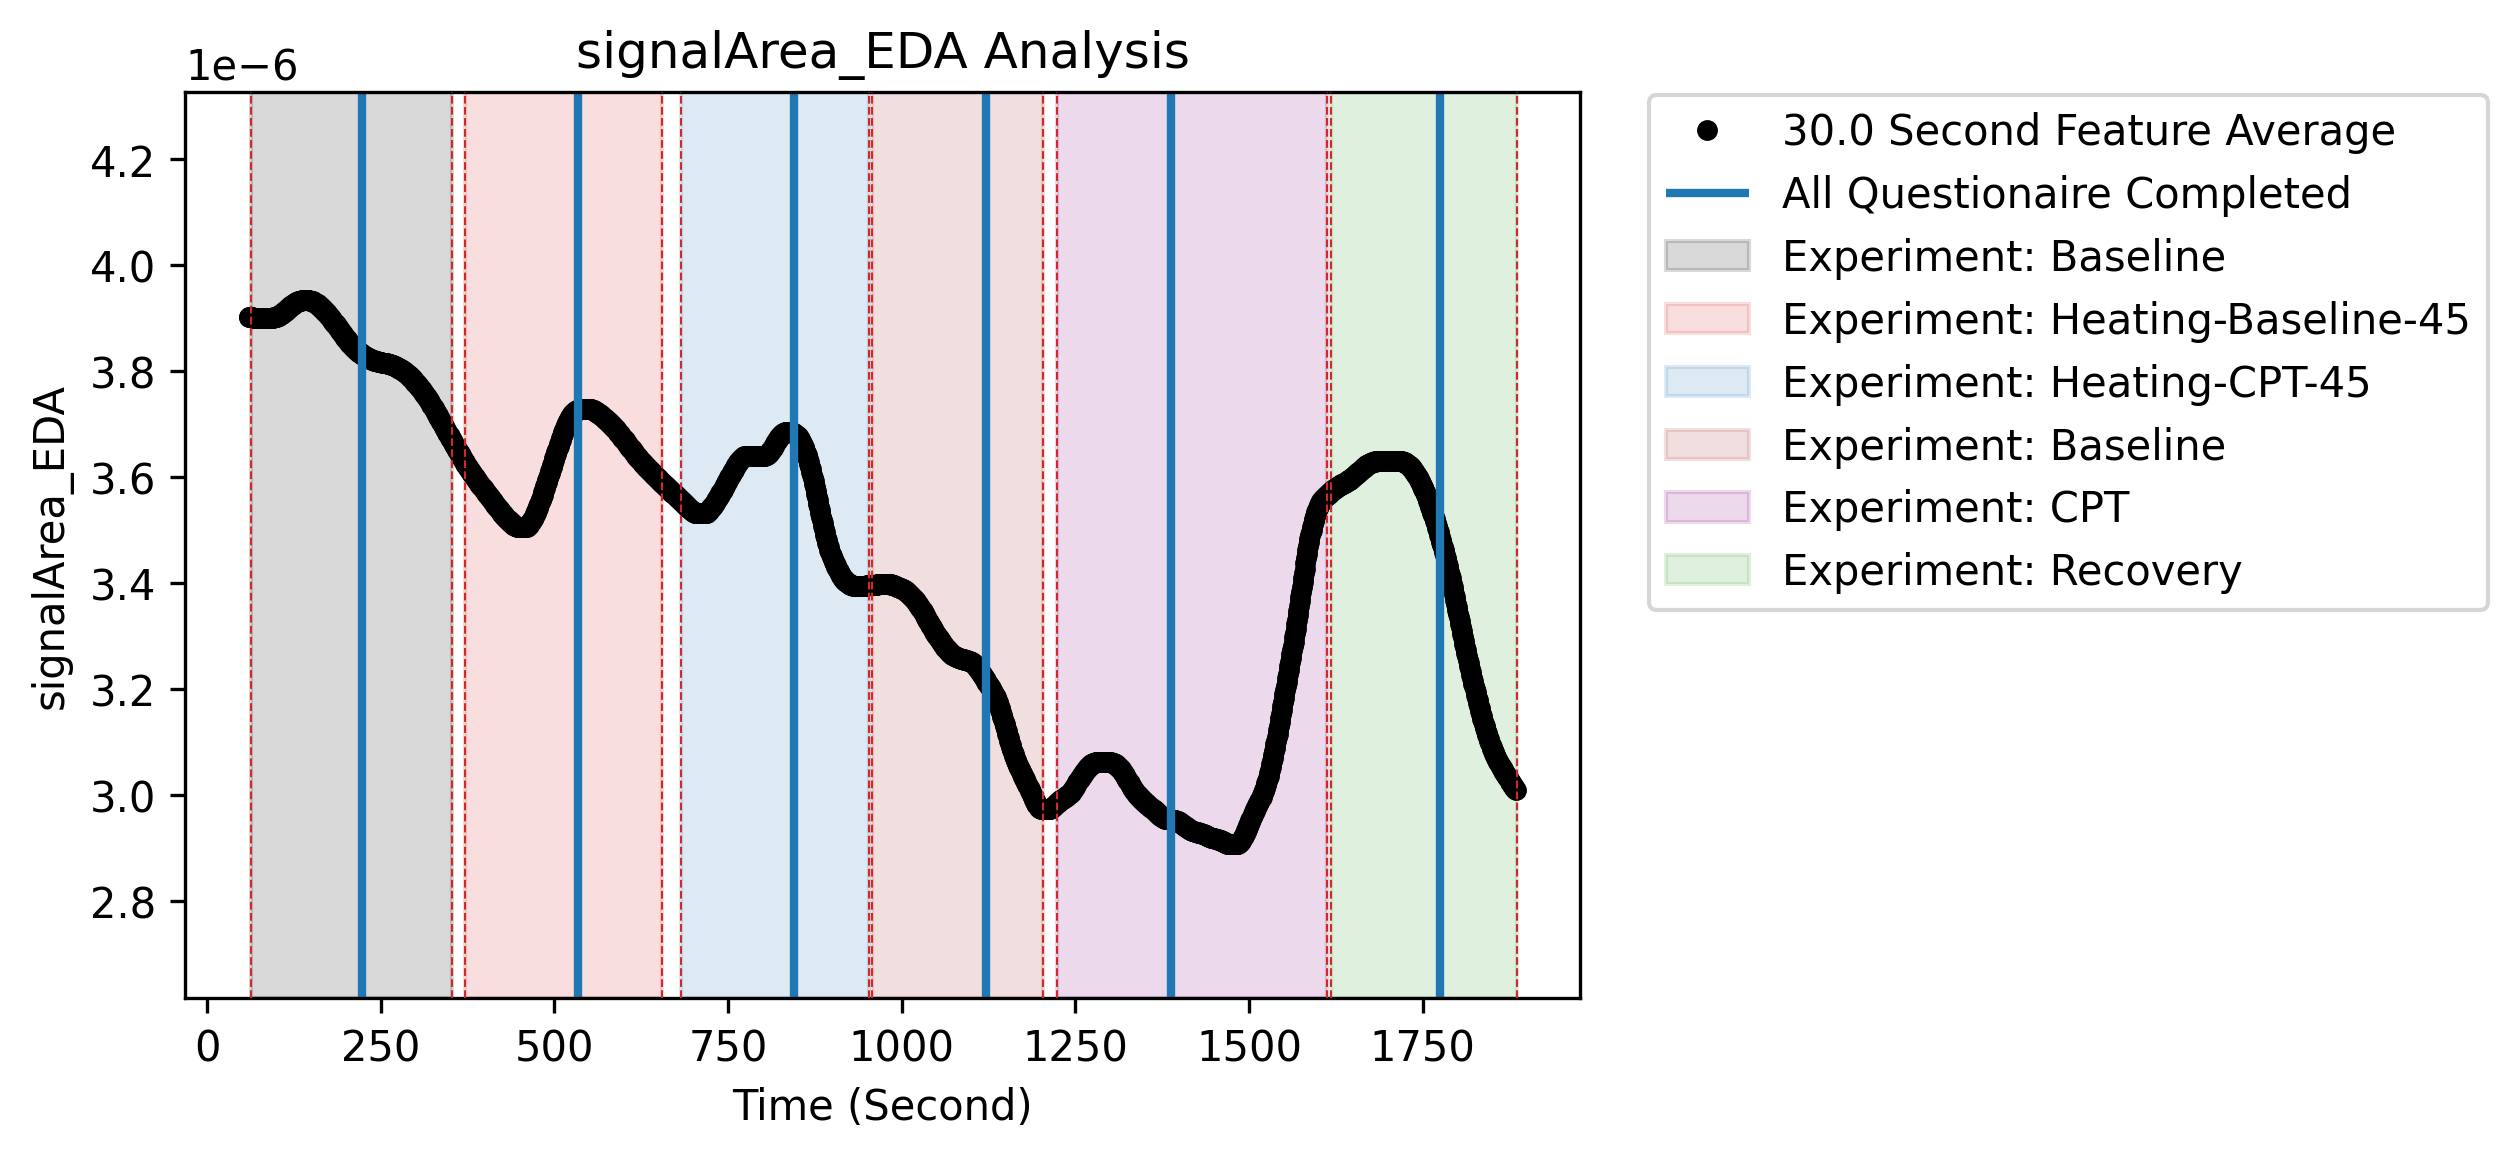 signalArea_EDA Analysis
1e−6
4.2
4.0
3.8
3.6
3.4
3.2
3.0
2.8
signalArea_EDA
0 250 500 750 1000 1250 1500 1750
Time (Second)
30.0 Second Feature Average
All Questionaire Completed
Experiment: Baseline
Experiment: Heating-Baseline-45
Experiment: Heating-CPT-45
Experiment: Baseline
Experiment: CPT
Experiment: Recovery